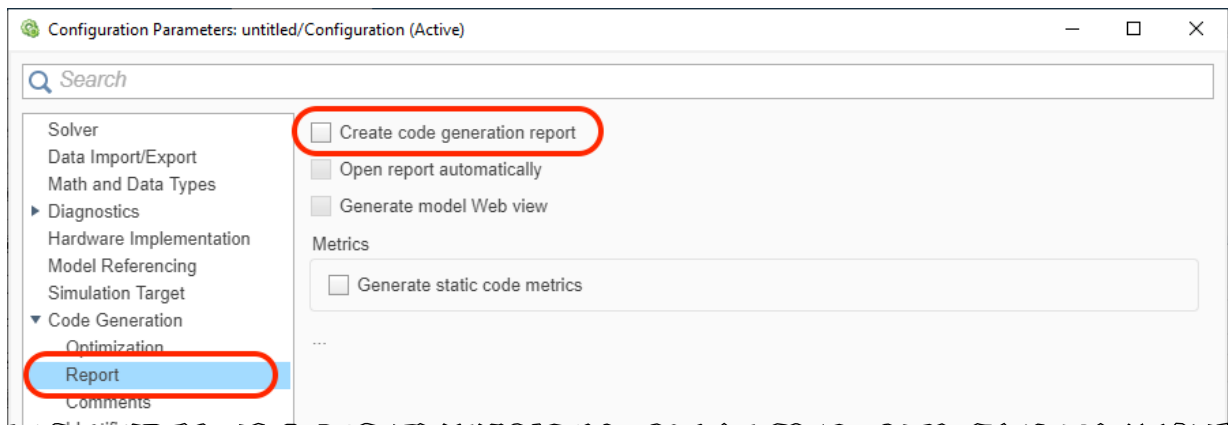 Configuration Parameters: untitled/Configuration (Active)
Search
Solver
Data Import/Export
Math and Data Types
Diagnostics
Hardware Implementation
Model Referencing
Simulation Target
Code Generation
Optimization
Report
Comments
Create code generation report
Open report automatically
Generate model Web view
Metrics
Generate static code metrics
...